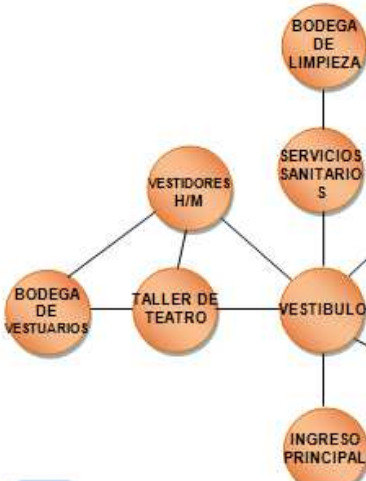 BODEGA
DE
LIMPIEZA
SERVICIOS
SANITARIO
S
VESTIDORES
H/M
BODEGA
DE
VESTUARIOS
TALLER DE
TEATRO
VESTIBULO
INGRESO
PRINCIPAL